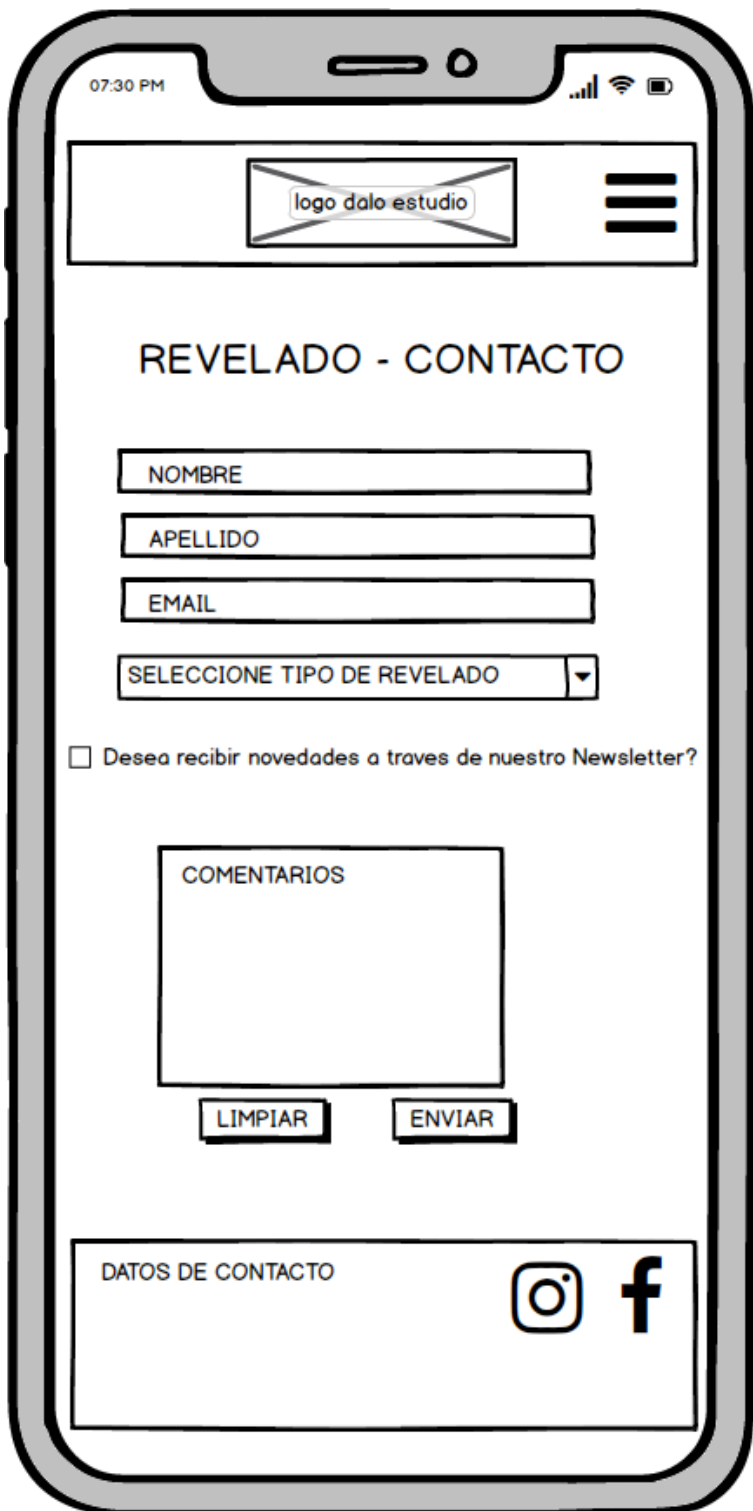 07:30 PM
logo dalo estudio
REVELADO - CONTACTO
NOMBRE
APELLIDO
EMAIL
SELECCIONE TIPO DE REVELADO
Desea recibir novedades a traves de nuestro Newsletter?
COMENTARIOS
LIMPIAR ENVIAR
DATOS DE CONTACTO